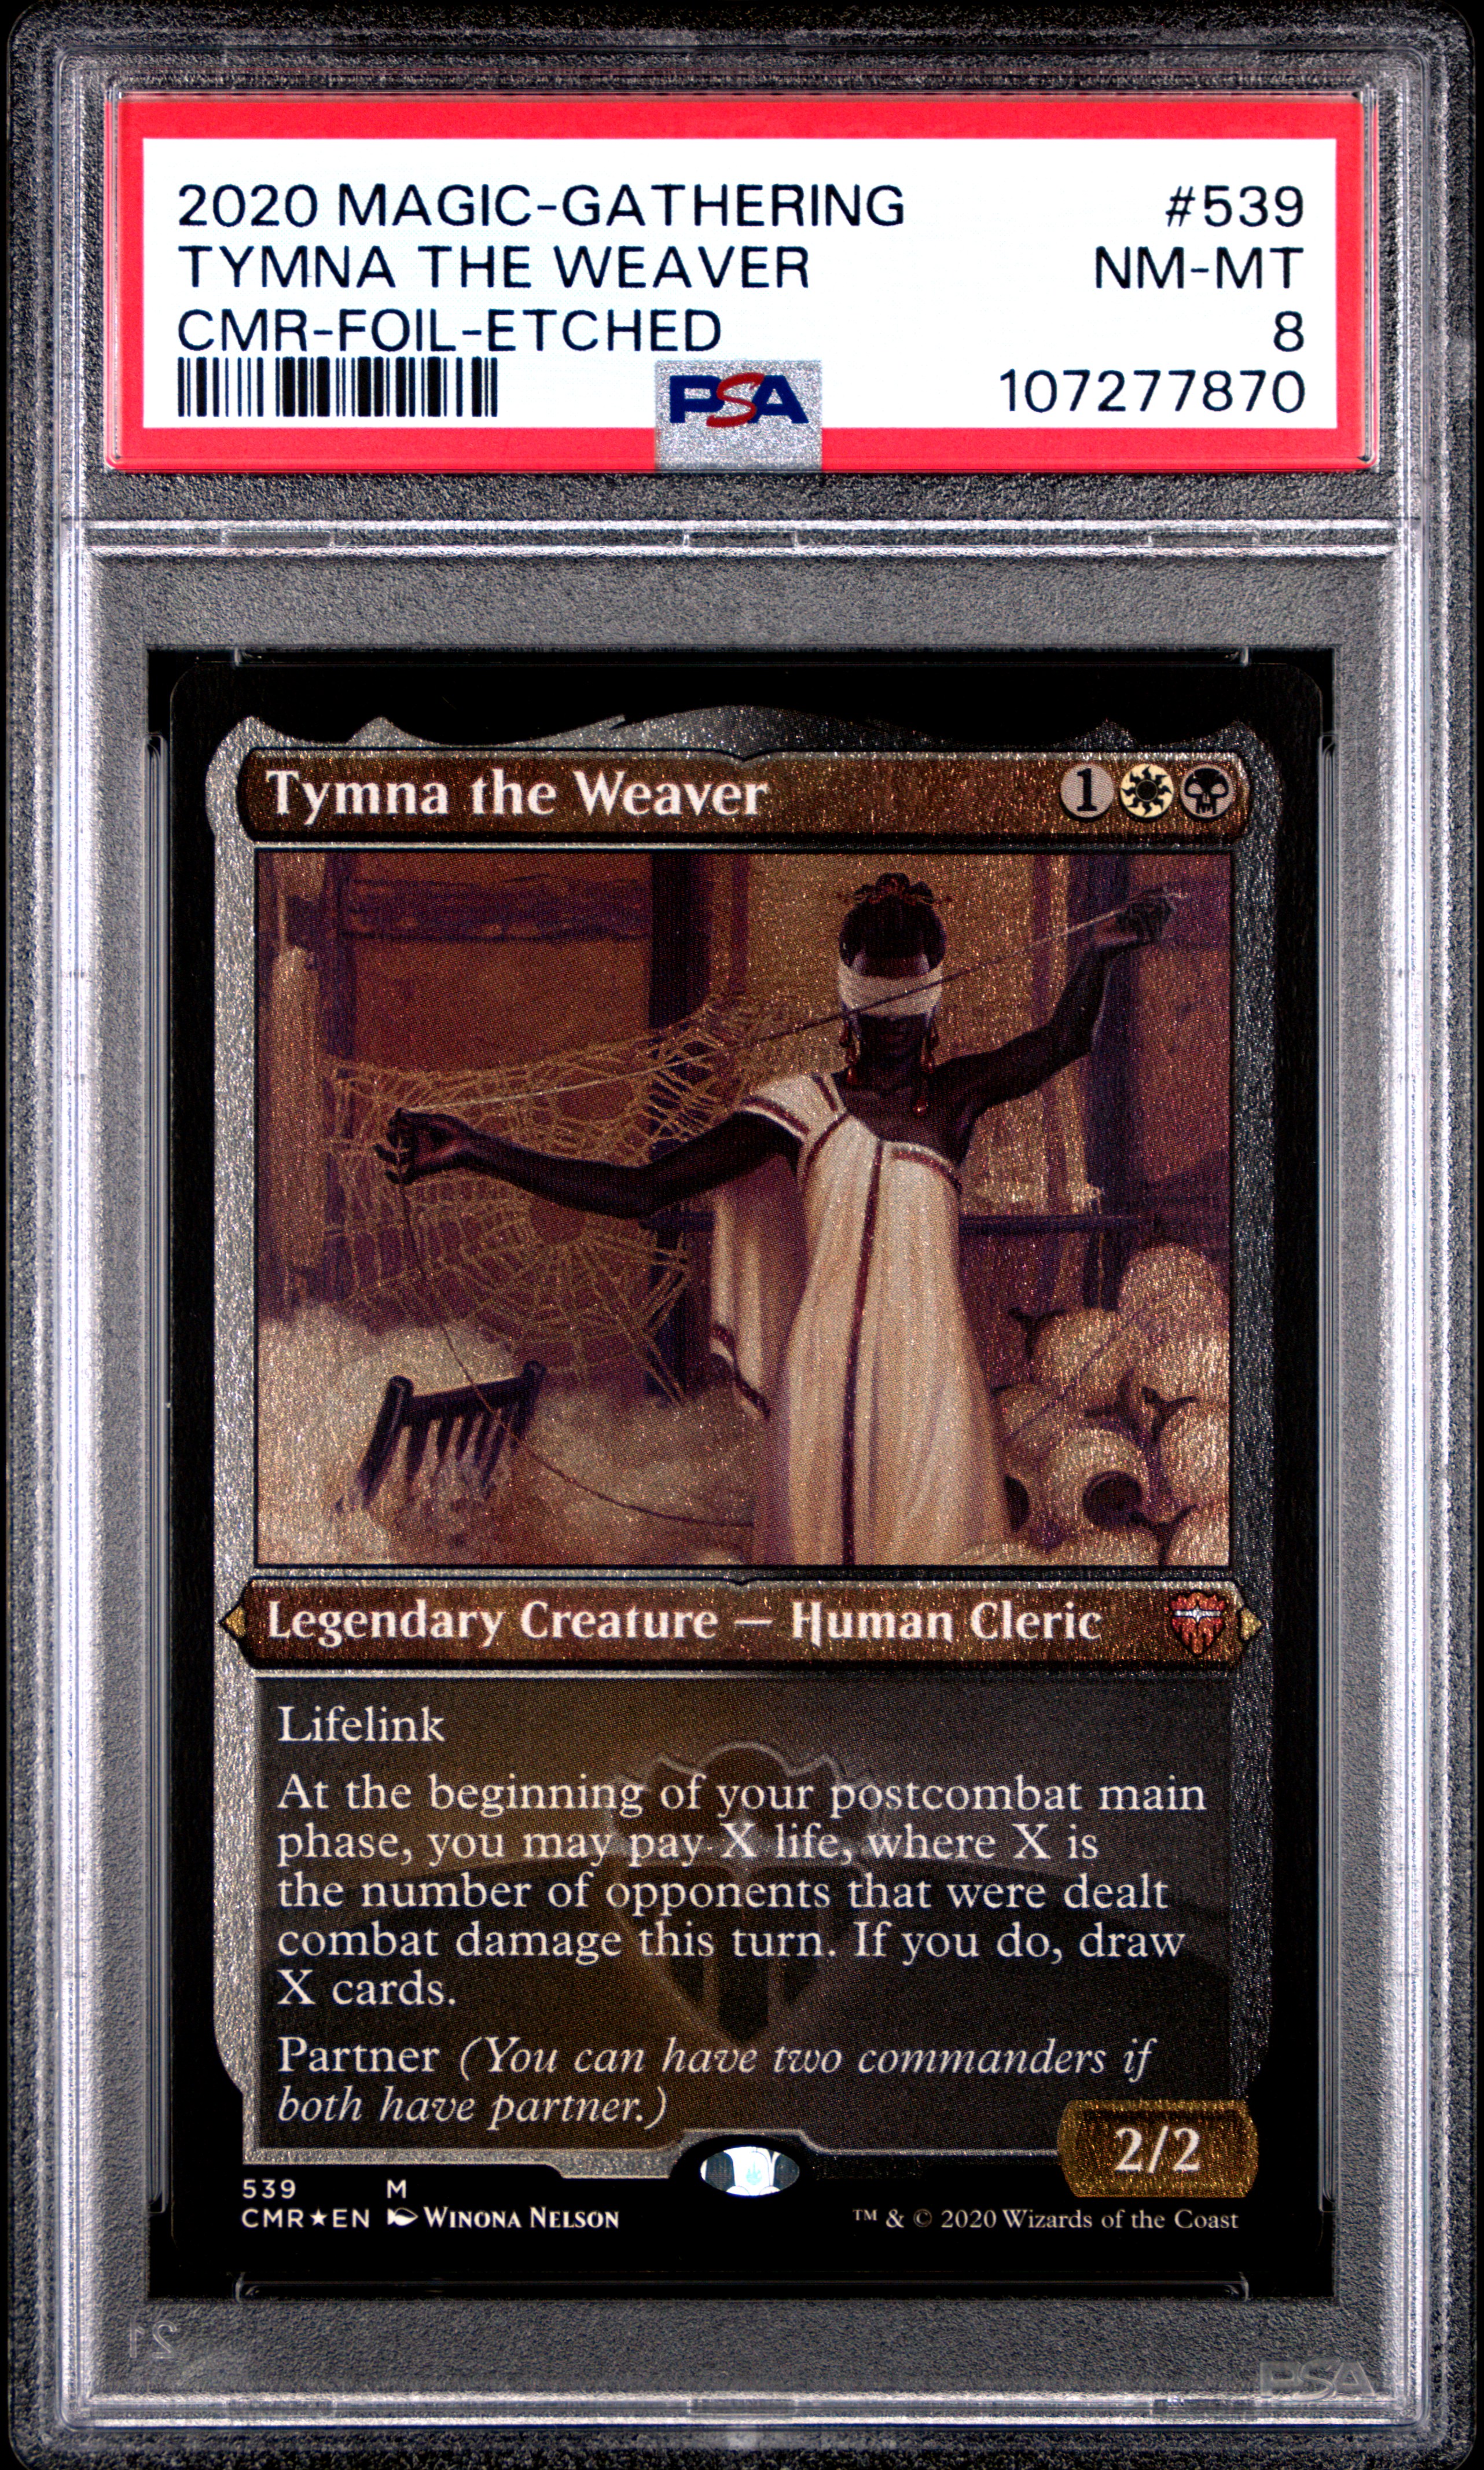 2020 MAGIC-GATHERING #539
TYMNA THE WEAVER NM-MT
CMR-FOIL-ETCHED 8
PSA 107277870
Tymna the Weaver 1
Legendary Creature — Human Cleric
Lifelink
At the beginning of your postcombat main
phase, you may pay X life, where X is
the number of opponents that were dealt
combat damage this turn. If you do, draw
X cards.
Partner (You can have two commanders if
both have partner.)
2/2
539 M
CMR★EN WINONA NELSON ™ & © 2020 Wizards of the Coast
21
PSA